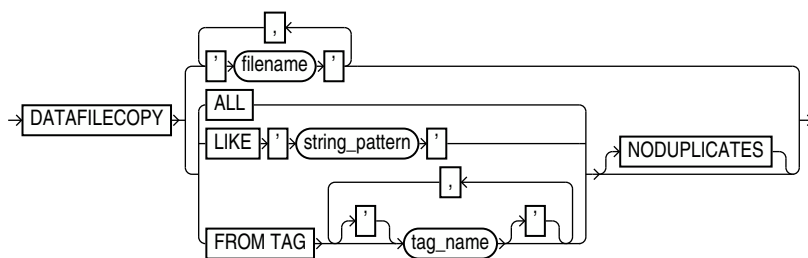 ,
' filename '
ALL
DATAFILECOPY
LIKE ' string_pattern '
NODUPLICATES
,
' '
FROM TAG tag_name